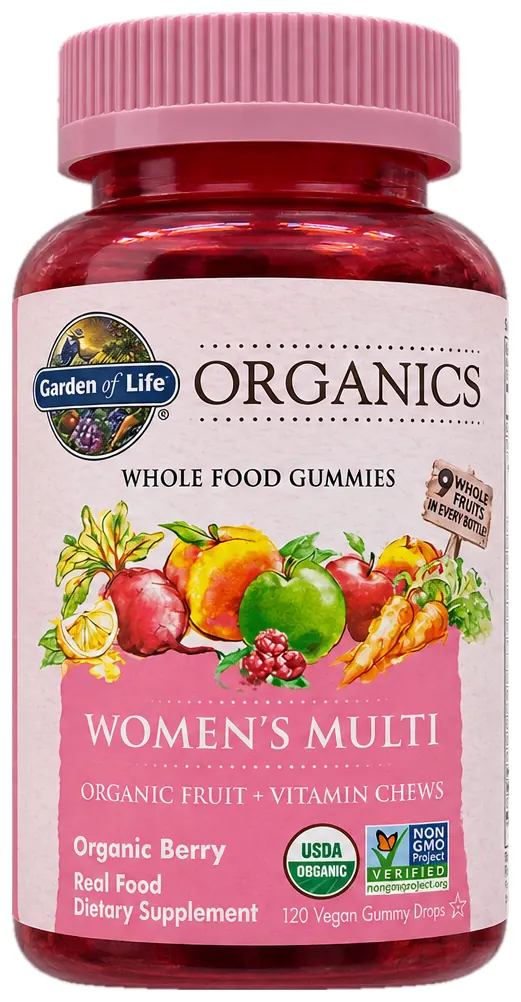 Garden of Life®
ORGANICS
WHOLE FOOD GUMMIES
9 WHOLE
FRUITS
IN EVERY BOTTLE!
WOMEN'S MULTI
ORGANIC FRUIT + VITAMIN CHEWS
Organic Berry
Real Food
Dietary Supplement
USDA
ORGANIC
NON
GMO
Project
VERIFIED
nongmoproject.org
120 Vegan Gummy Drops